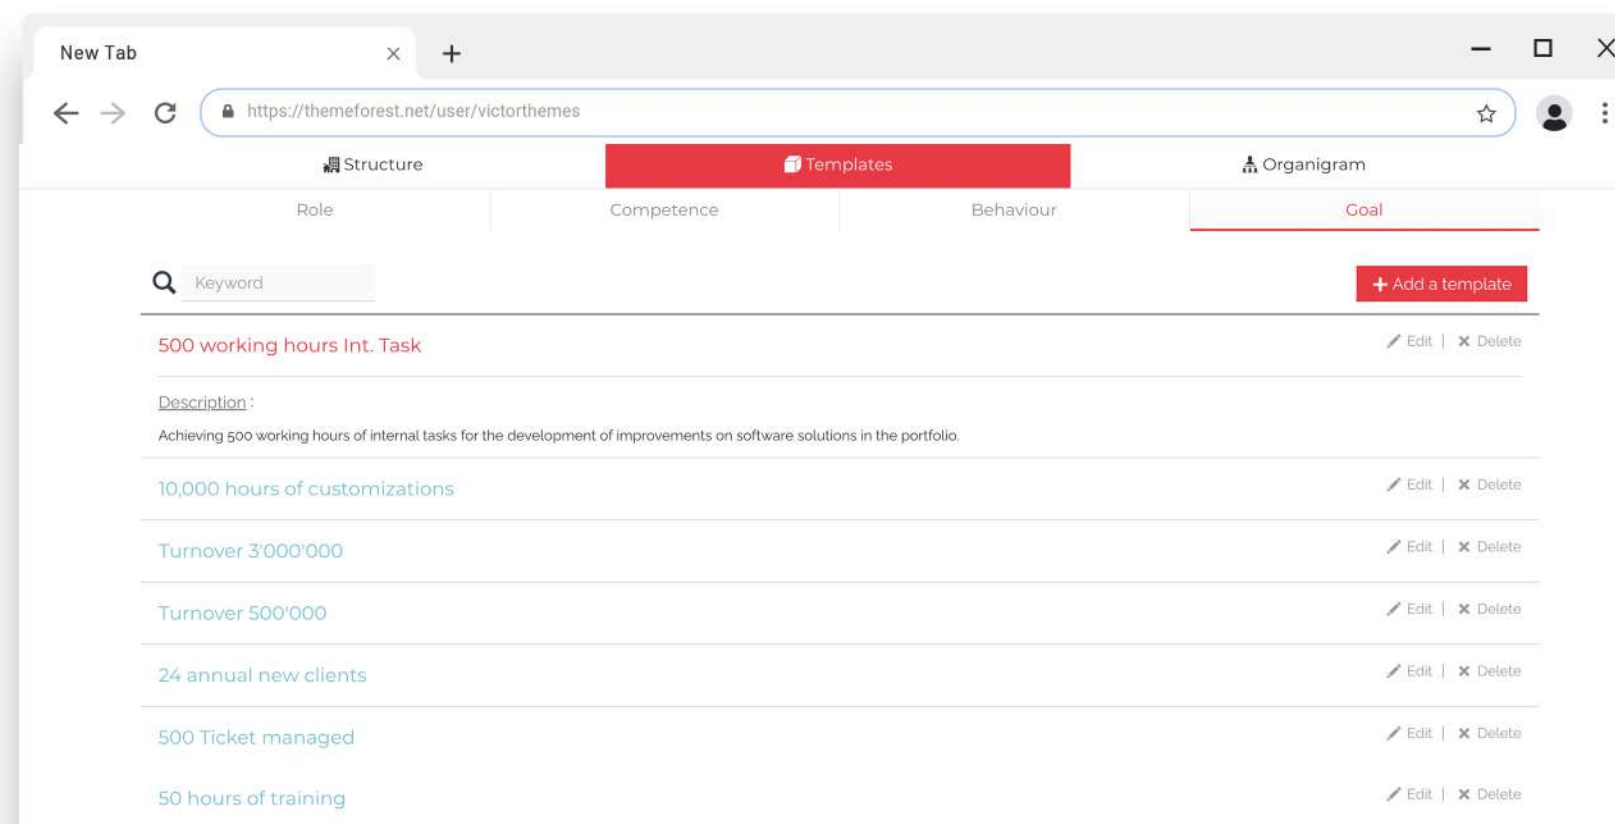 New Tab
https://themeforest.net/user/victorthemes
Structure Templates Organigram
Role Competence Behaviour Goal
Keyword + Add a template
500 working hours Int. Task Edit | Delete
Description :
Achieving 500 working hours of internal tasks for the development of improvements on software solutions in the portfolio.
10,000 hours of customizations Edit | Delete
Turnover 3'000'000 Edit | Delete
Turnover 500'000 Edit | Delete
24 annual new clients Edit | Delete
500 Ticket managed Edit | Delete
50 hours of training Edit | Delete